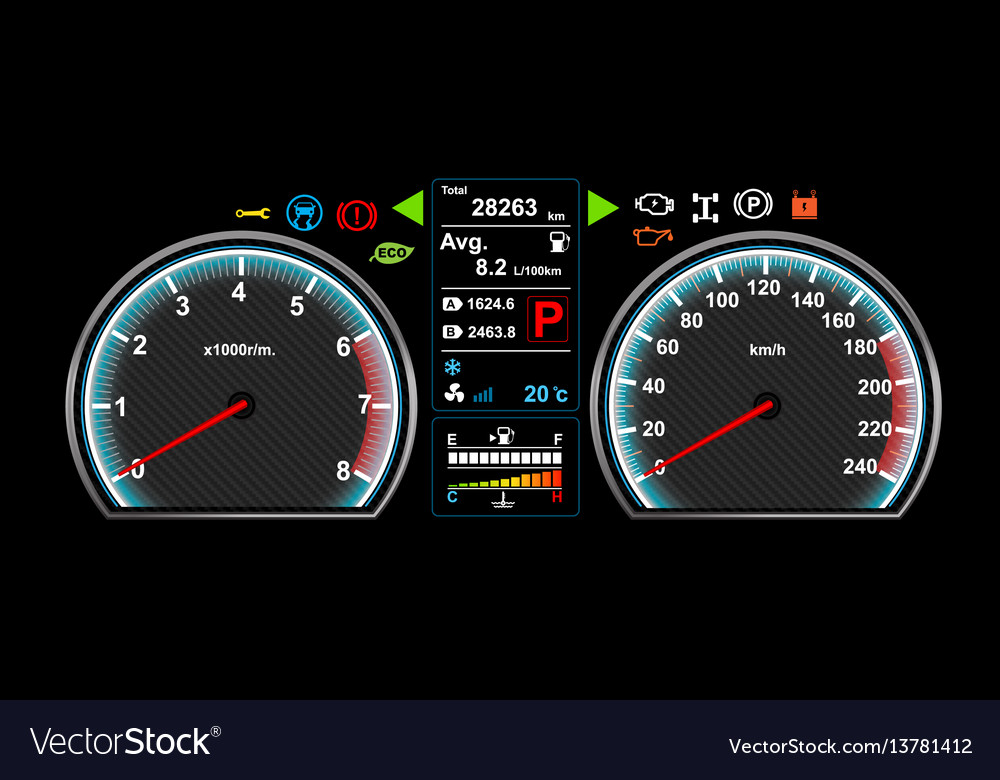 Total
28263 km
Avg.
8.2 L/100km
A 1624.6
B 2463.8
P
20 °c
E F
C H
ECO
!
P
0 1 2 3 4 5 6 7 8
x1000r/m.
0 20 40 60 80 100 120 140 160 180 200 220 240
km/h
VectorStock®
VectorStock.com/13781412